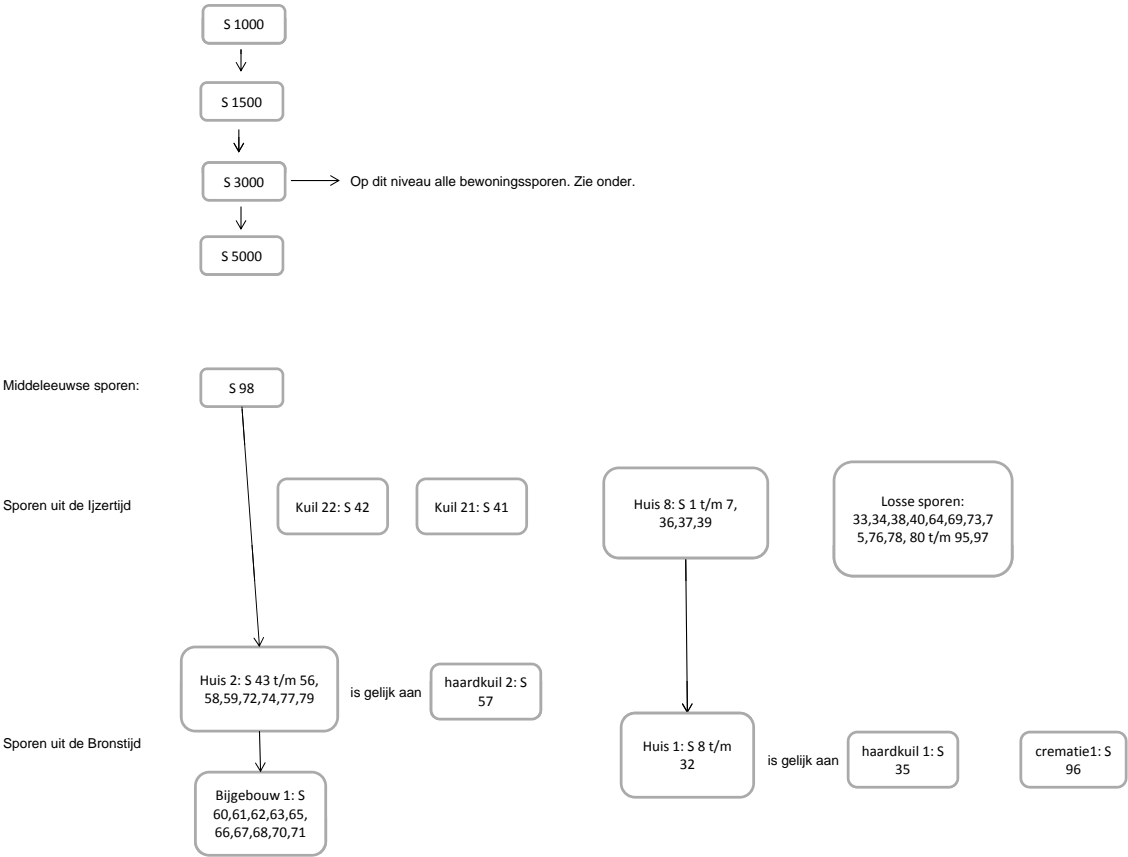 S 1000
S 1500
S 3000
Op dit niveau alle bewoningssporen. Zie onder.
S 5000
Middeleeuwse sporen:
S 98
Sporen uit de Ijzertijd
Kuil 22: S 42
Kuil 21: S 41
Huis 8: S 1 t/m 7,
36,37,39
Losse sporen:
33,34,38,40,64,69,73,7
5,76,78, 80 t/m 95,97
Huis 2: S 43 t/m 56,
58,59,72,74,77,79
is gelijk aan
haardkuil 2: S
57
Sporen uit de Bronstijd
Huis 1: S 8 t/m
32
is gelijk aan
haardkuil 1: S
35
crematie1: S
96
Bijgebouw 1: S
60,61,62,63,65,
66,67,68,70,71